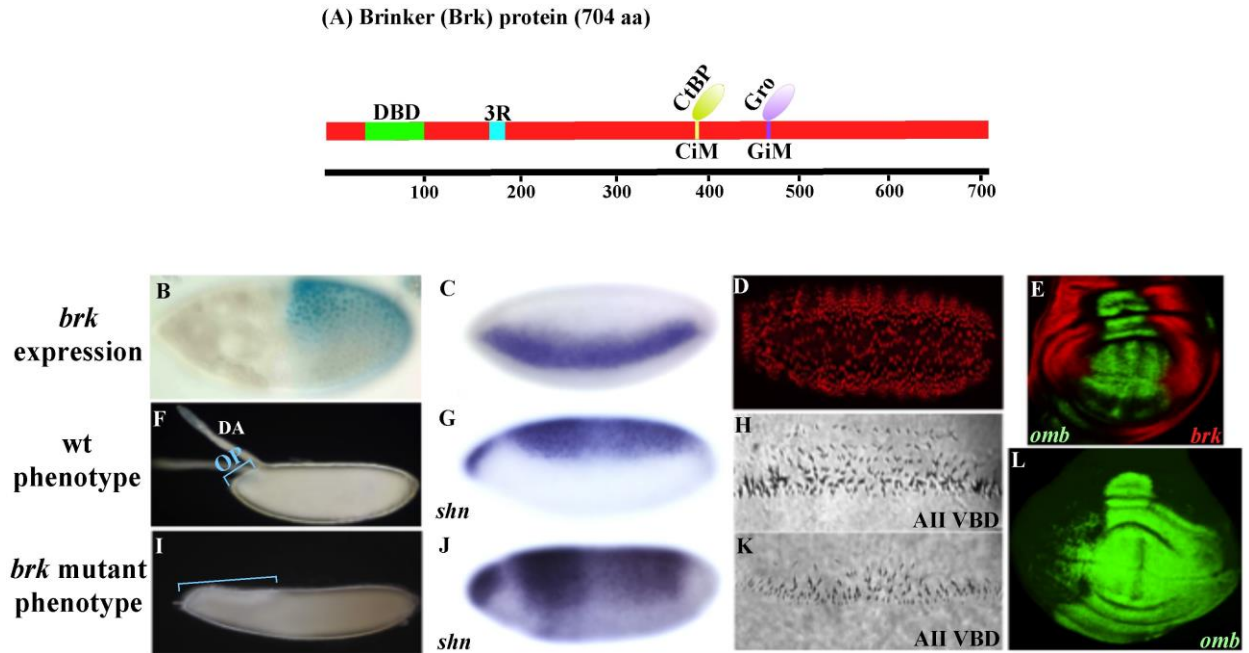 (A) Brinker (Brk) protein (704 aa)
DBD
3R
CtBP
Gro
CiM
GiM
100 200 300 400 500 600 700
brk
expression
B
C
D
E
omb
brk
wt
phenotype
F
DA
OP
G
shn
H
AII VBD
L
omb
brk mutant
phenotype
I
J
shn
K
AII VBD